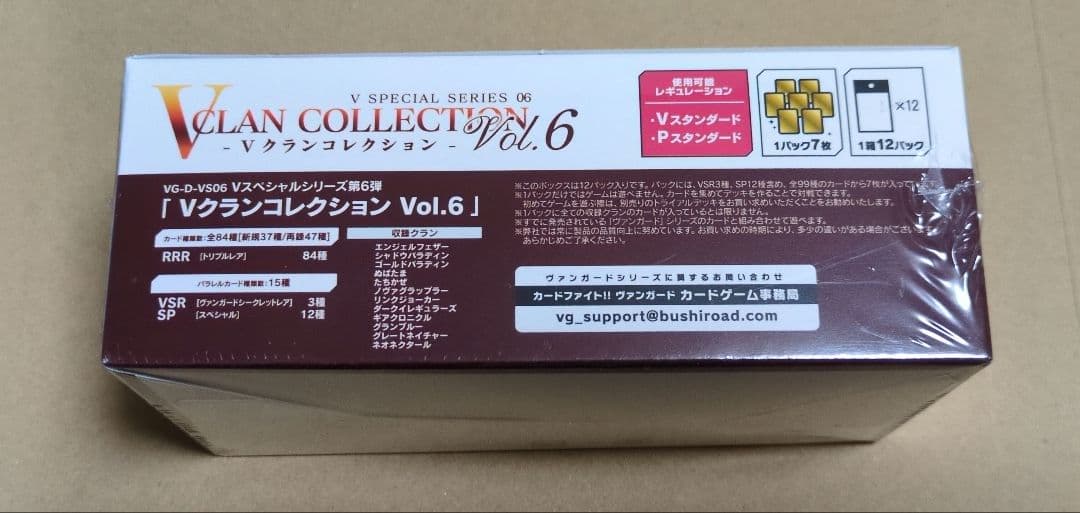 V SPECIAL SERIES 06
V CLAN COLLECTION Vol.6
- Vクランコレクション -
使用可能
レギュレーション
・Vスタンダード
・Pスタンダード
1パック7枚
×12
1箱12パック
VG-D-VS06 Vスペシャルシリーズ第6弾
「 Vクランコレクション Vol.6 」
カード種類数:全84種[新規37種/再録47種]
RRR [トリプルレア] 84種
パラレルカード種類数:15種
VSR [ヴァンガードシークレットレア] 3種
SP [スペシャル] 12種
収録クラン
エンジェルフェザー
シャドウパラディン
ゴールドパラディン
ぬばたま
たちかぜ
ノヴァグラップラー
リンクジョーカー
ダークイレギュラーズ
ギアクロニクル
グランブルー
グレートネイチャー
ネオネクタール
※このボックスは12パック入りです。パックには、VSR3種、SP12種含め、全99種のカードから7枚が入っています。
※1パックだけではゲームは遊べません。カードを集めてデッキを作ることで対戦できます。
初めてゲームを遊ぶ際は、別売りのトライアルデッキをお買い求めいただくことをお勧めいたします。
※1パックに全ての収録クランのカードが入っているとは限りません。
※すでに発売されている「ヴァンガード」シリーズのカードと組み合わせて遊べます。
※弊社では常に製品の品質向上に努めています。お買い求めの時期により、多少の違いがある場合がございます。
あらかじめご了承ください。
ヴァンガードシリーズに関するお問い合わせ
カードファイト!! ヴァンガード カードゲーム事務局
vg_support@bushiroad.com